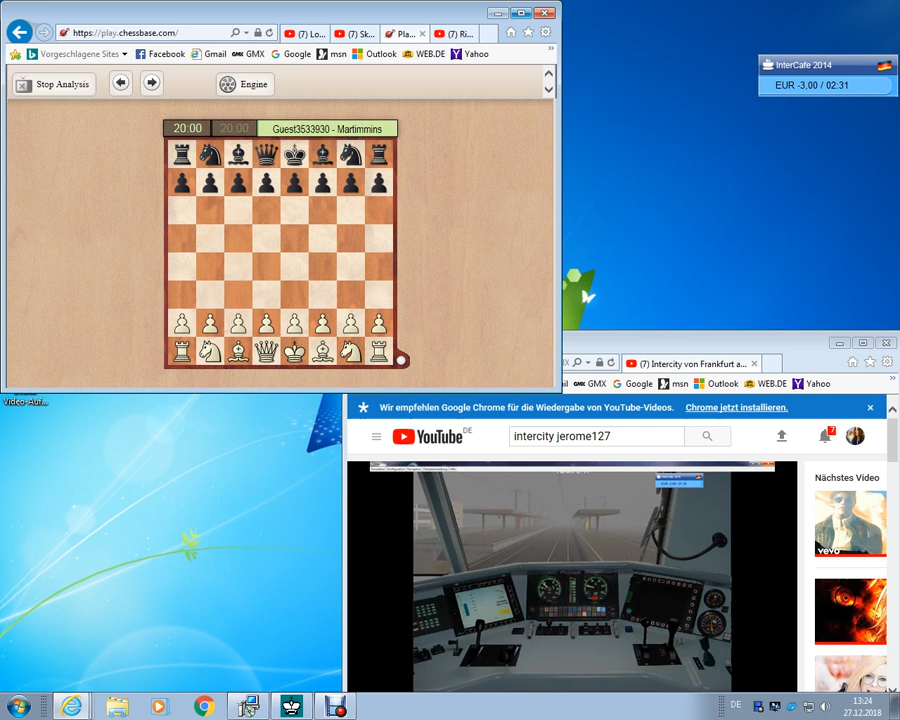 https://play.chessbase.com/
(7) Lo...
(7) Sk...
Pla...
(7) Ri...
Vorgeschlagene Sites
Facebook
Gmail
GMX GMX
Google
msn
Outlook
WEB.DE
Yahoo
Stop Analysis
Engine
20:00
20:00
Guest3533930 - Martimmins
InterCafe 2014
EUR -3,00 / 02:31
(7) Intercity von Frankfurt a...
GMX GMX
Google
msn
Outlook
WEB.DE
Yahoo
Video-Auf...
Wir empfehlen Google Chrome für die Wiedergabe von YouTube-Videos. Chrome jetzt installieren.
YouTube DE
intercity jerome127
7
Nächstes Video
vevo
DE
13:24
27.12.2018